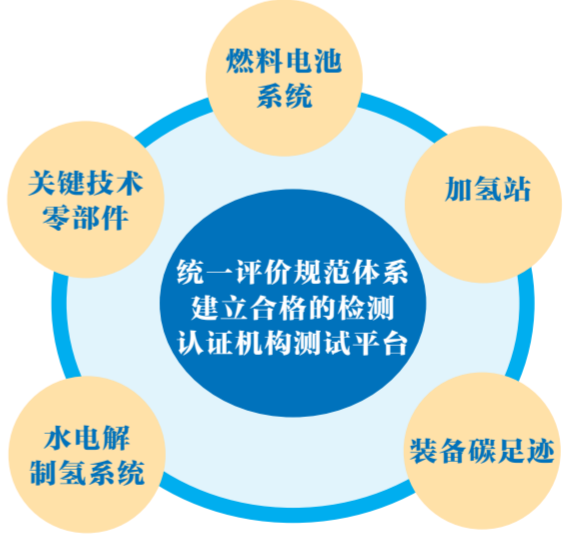 燃料电池
系统
关键技术
零部件
加氢站
统一评价规范体系
建立合格的检测
认证机构测试平台
水电解
制氢系统
装备碳足迹